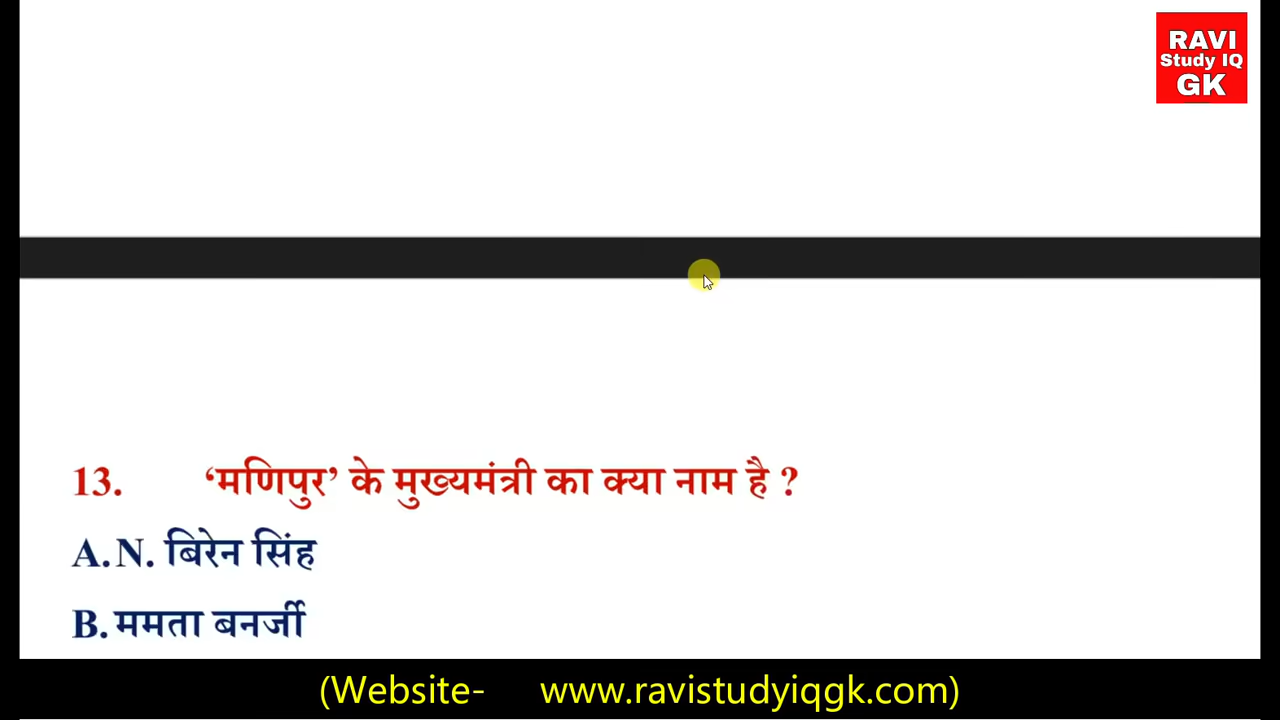 RAVI
Study IQ
GK
13. ‘मणिपुर’ के मुख्यमंत्री का क्या नाम है ?
A. N. बिरेन सिंह
B. ममता बनर्जी
(Website- www.ravistudyiqgk.com)